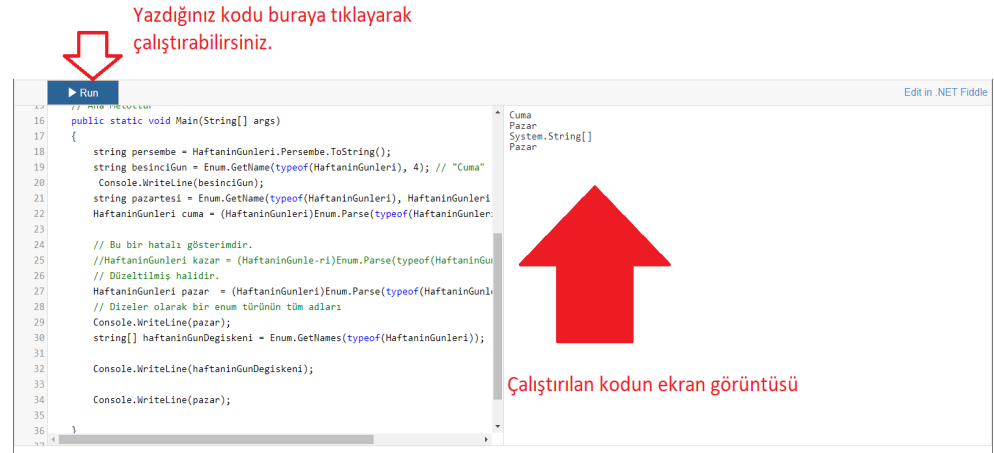 Yazdığınız kodu buraya tıklayarak
çalıştırabilirsiniz.
Run
Edit in .NET Fiddle
15 // Ana Metottur
16 public static void Main(String[] args)
17 {
18 string persembe = HaftaninGunleri.Persembe.ToString();
19 string besinciGun = Enum.GetName(typeof(HaftaninGunleri), 4); // "Cuma"
20 Console.WriteLine(besinciGun);
21 string pazartesi = Enum.GetName(typeof(HaftaninGunleri), HaftaninGunleri
22 HaftaninGunleri cuma = (HaftaninGunleri)Enum.Parse(typeof(HaftaninGunler
23
24 // Bu bir hatalı gösterimdir.
25 //HaftaninGunleri kazar = (HaftaninGunle-ri)Enum.Parse(typeof(HaftaninGu
26 // Düzeltilmiş halidir.
27 HaftaninGunleri pazar = (HaftaninGunleri)Enum.Parse(typeof(HaftaninGunl
28 // Dizeler olarak bir enum türünün tüm adları
29 Console.WriteLine(pazar);
30 string[] haftaninGunDegiskeni = Enum.GetNames(typeof(HaftaninGunleri));
31
32 Console.WriteLine(haftaninGunDegiskeni);
33
34 Console.WriteLine(pazar);
35
36 }
37
Cuma
Pazar
System.String[]
Pazar
Çalıştırılan kodun ekran görüntüsü